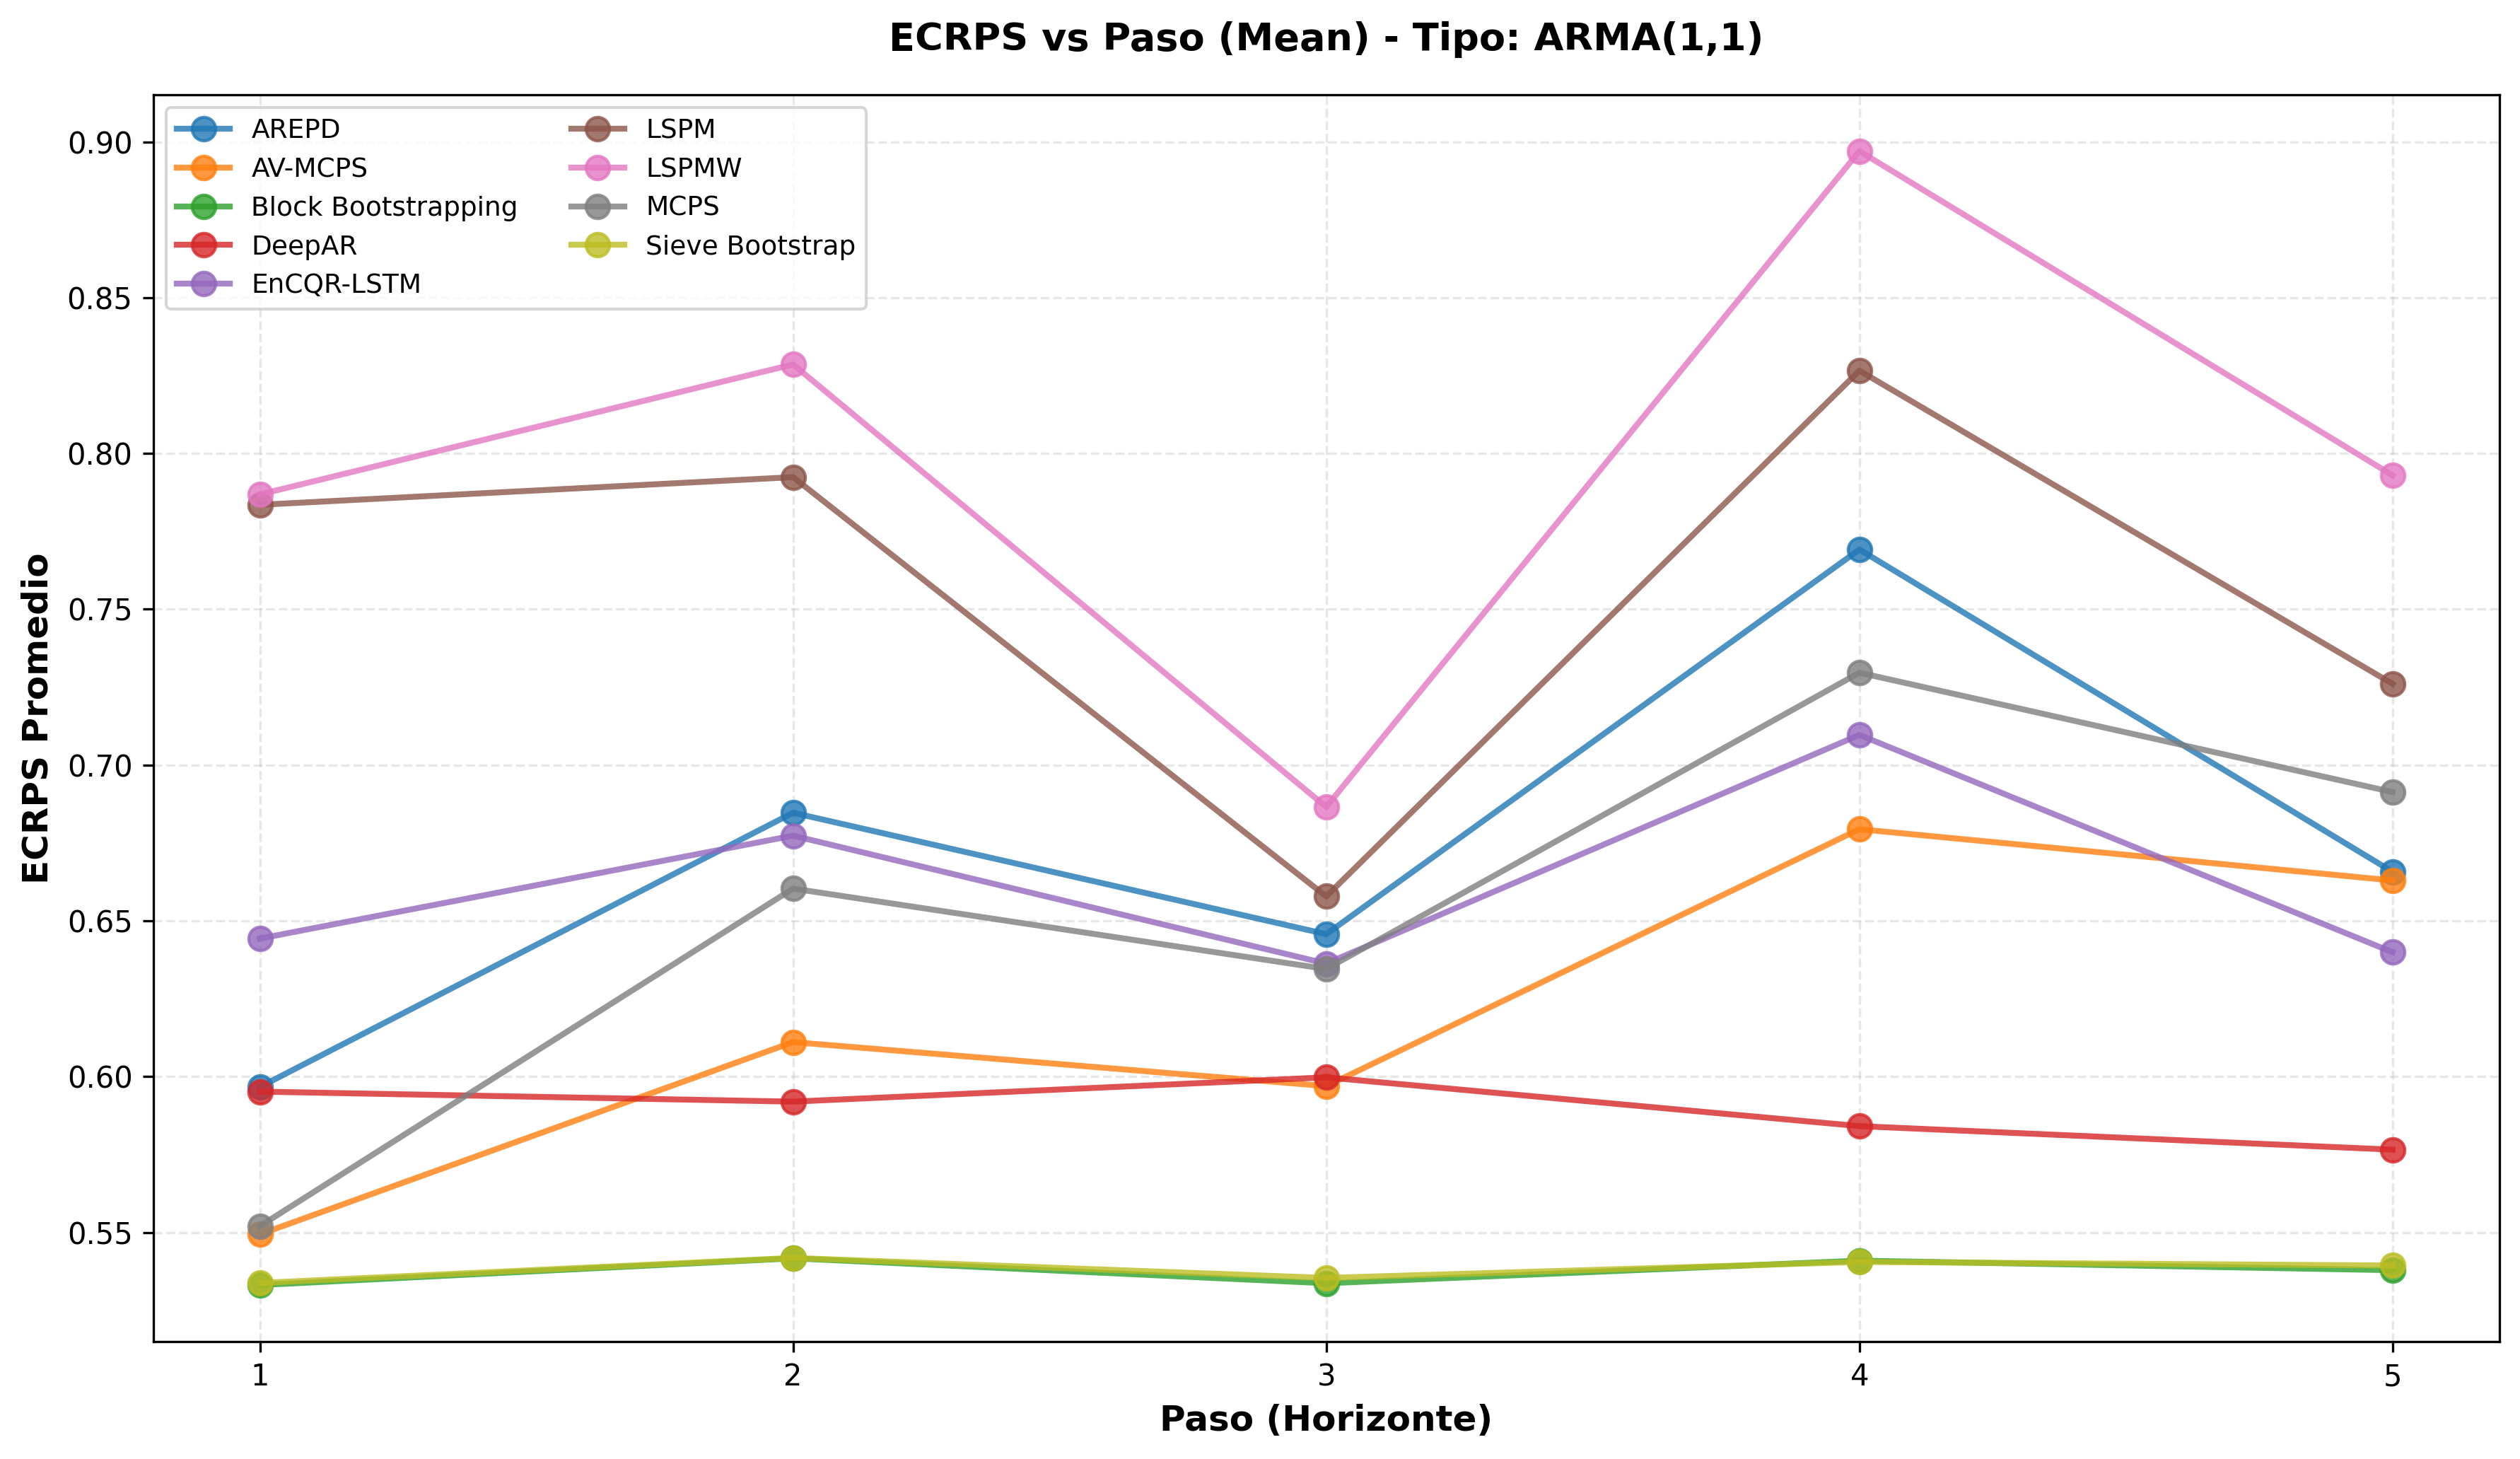 ECRPS vs Paso (Mean) - Tipo: ARMA(1,1)
AREPD
AV-MCPS
Block Bootstrapping
DeepAR
EnCQR-LSTM
LSPM
LSPMW
MCPS
Sieve Bootstrap
ECRPS Promedio
0.90
0.85
0.80
0.75
0.70
0.65
0.60
0.55
1 2 3 4 5
Paso (Horizonte)